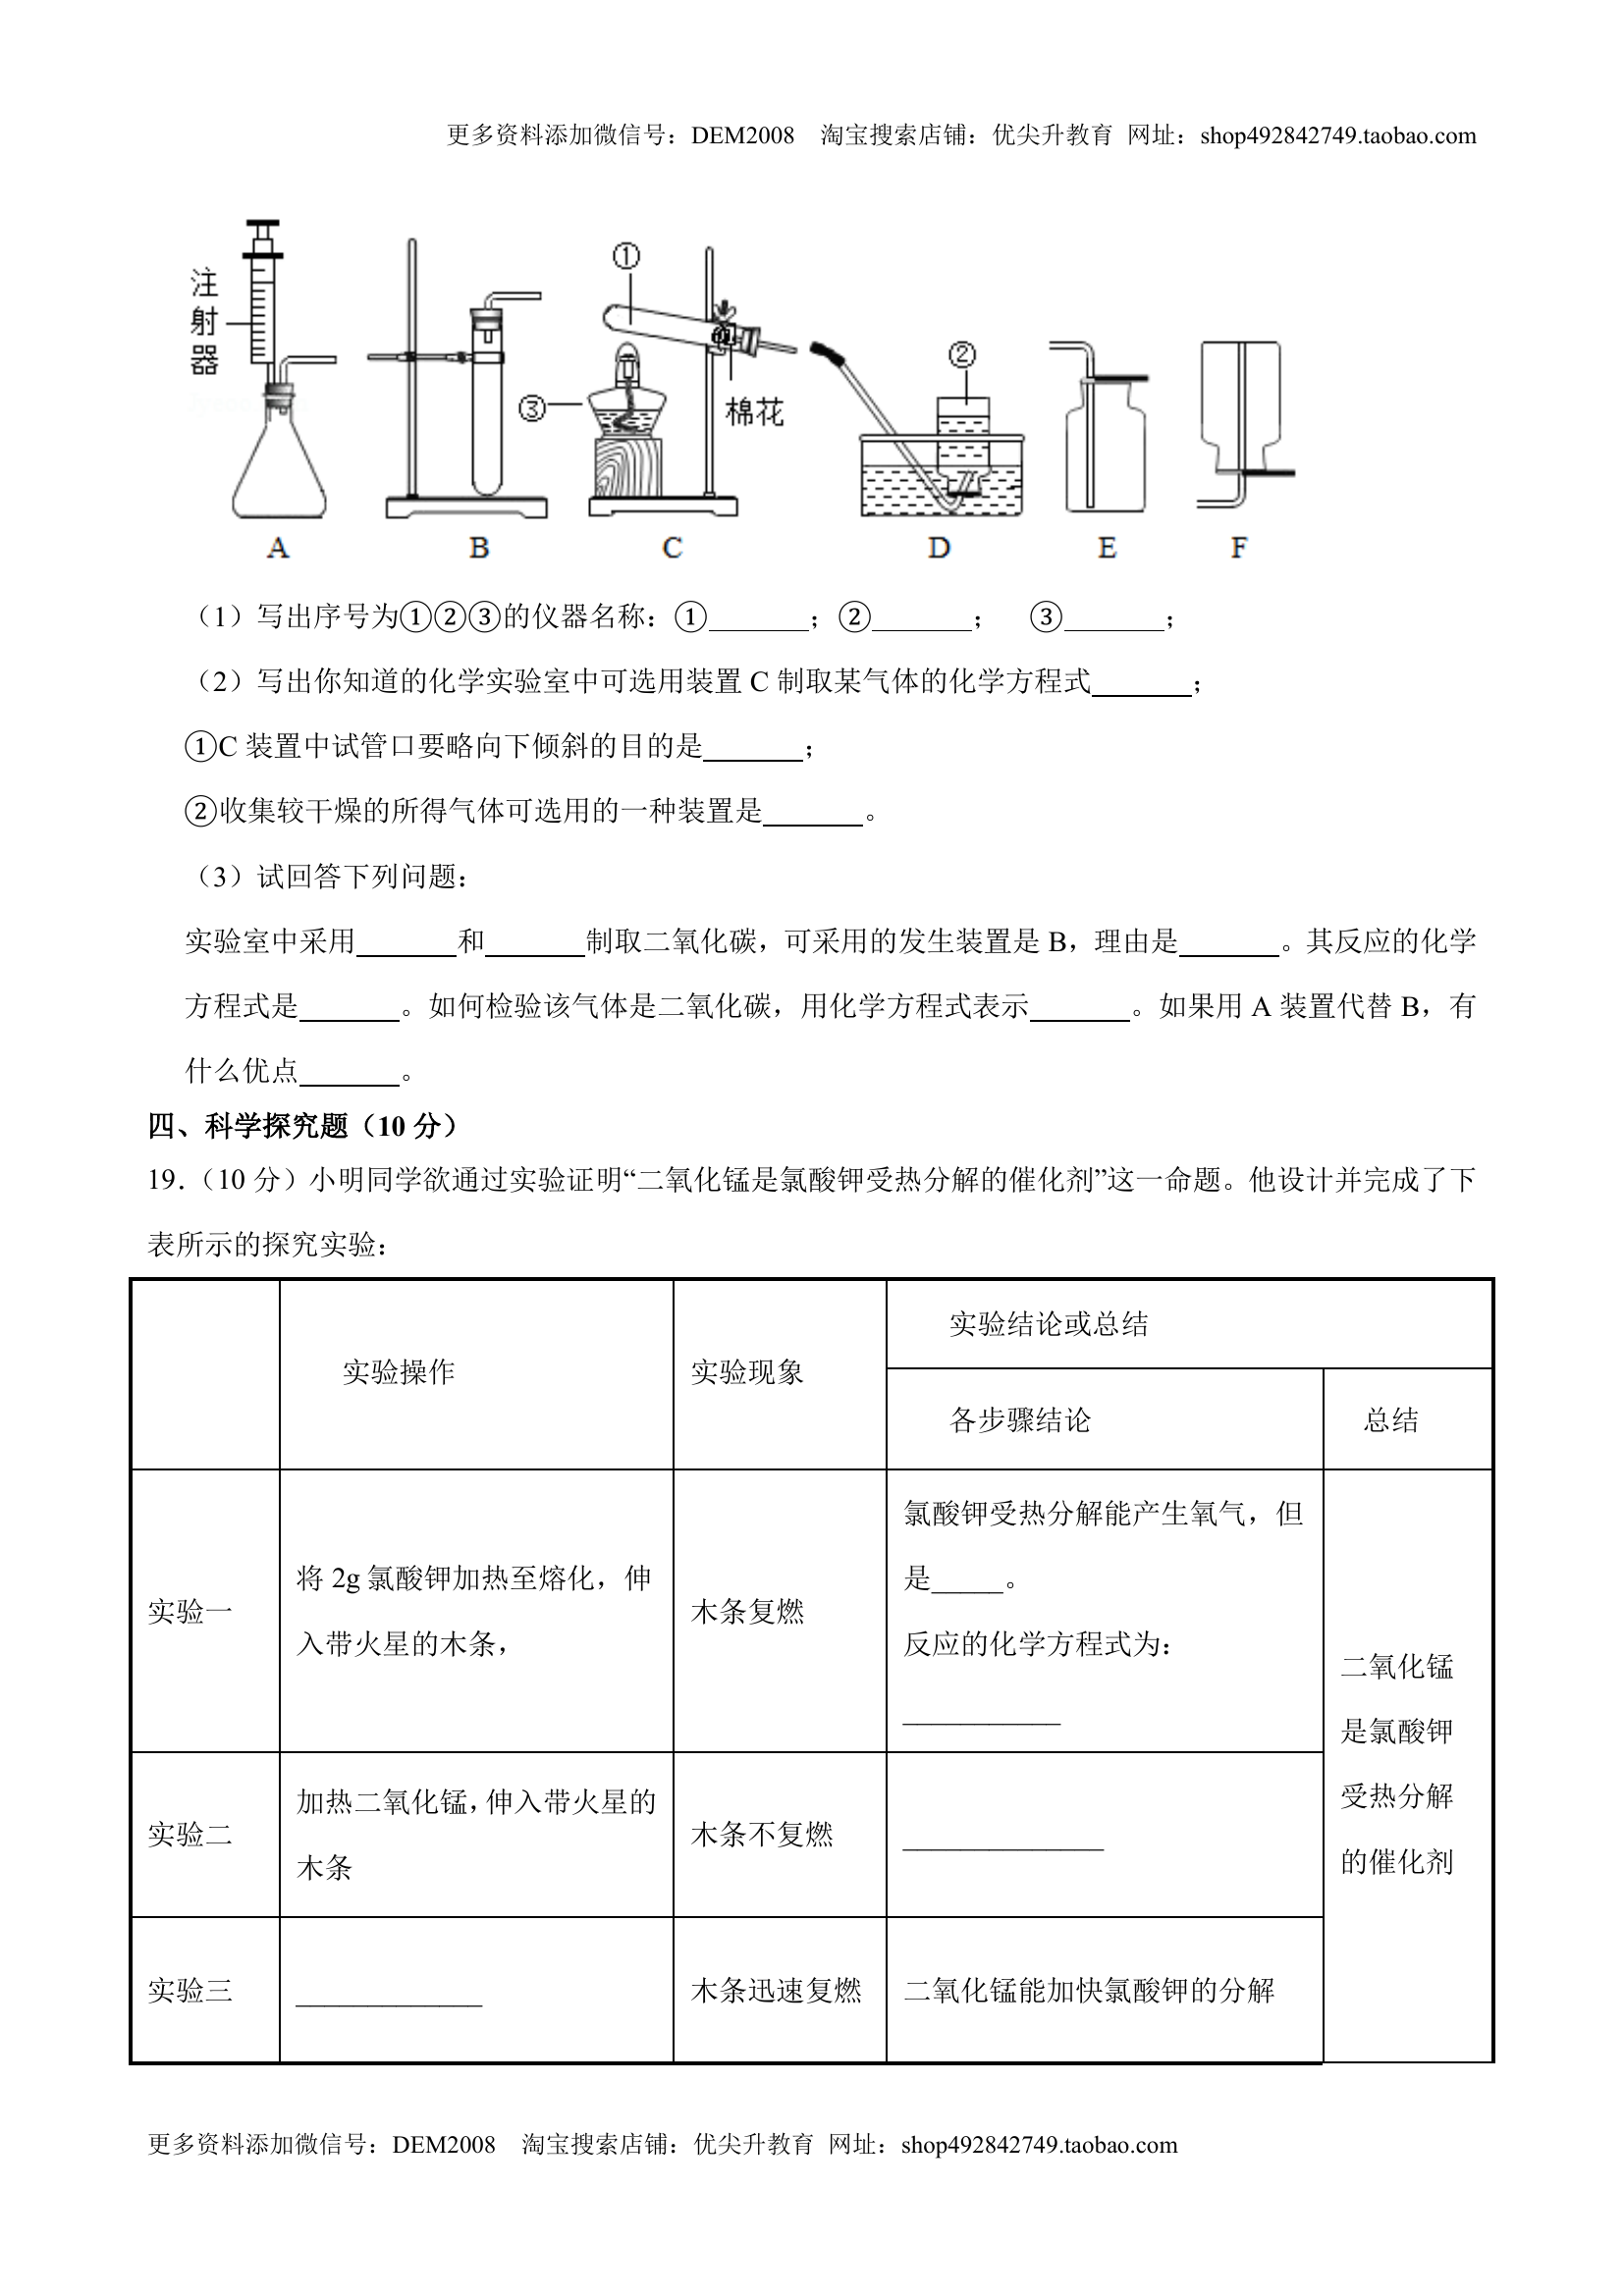 更多资料添加微信号：DEM2008  淘宝搜索店铺：优尖升教育 网址：shop492842749.taobao.com
注射器
①
②
③
棉花
A B C D E F
（1）写出序号为①②③的仪器名称：①_______；②_______；  ③_______；
（2）写出你知道的化学实验室中可选用装置 C 制取某气体的化学方程式_______；
①C 装置中试管口要略向下倾斜的目的是_______；
②收集较干燥的所得气体可选用的一种装置是_______。
（3）试回答下列问题：
实验室中采用_______和_______制取二氧化碳，可采用的发生装置是 B，理由是_______。其反应的化学
方程式是_______。如何检验该气体是二氧化碳，用化学方程式表示_______。如果用 A 装置代替 B，有
什么优点_______。
四、科学探究题（10 分）
19．（10 分）小明同学欲通过实验证明“二氧化锰是氯酸钾受热分解的催化剂”这一命题。他设计并完成了下
表所示的探究实验：
实验操作
实验现象
实验结论或总结
各步骤结论
总结
实验一
将 2g 氯酸钾加热至熔化，伸
入带火星的木条，
木条复燃
氯酸钾受热分解能产生氧气，但
是_____。
反应的化学方程式为：
___________
二氧化锰
是氯酸钾
受热分解
的催化剂
实验二
加热二氧化锰，伸入带火星的
木条
木条不复燃
______________
实验三
_____________
木条迅速复燃
二氧化锰能加快氯酸钾的分解
更多资料添加微信号：DEM2008  淘宝搜索店铺：优尖升教育 网址：shop492842749.taobao.com